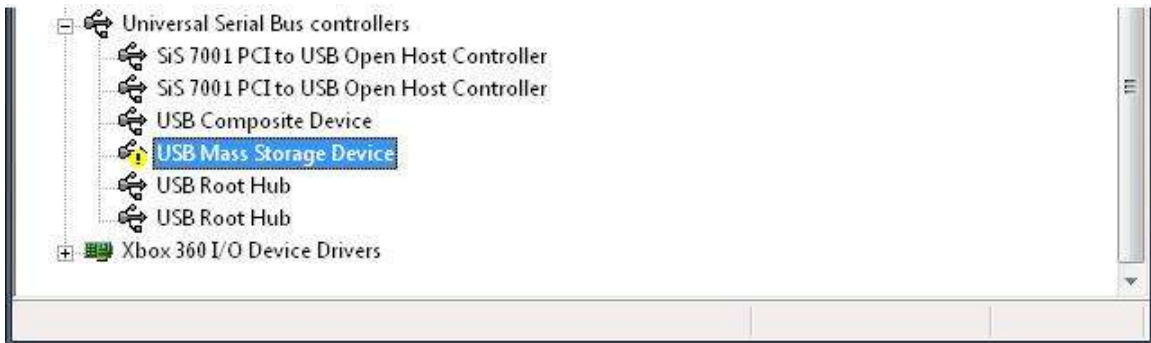 Universal Serial Bus controllers
SiS 7001 PCI to USB Open Host Controller
SiS 7001 PCI to USB Open Host Controller
USB Composite Device
USB Mass Storage Device
USB Root Hub
USB Root Hub
Xbox 360 I/O Device Drivers